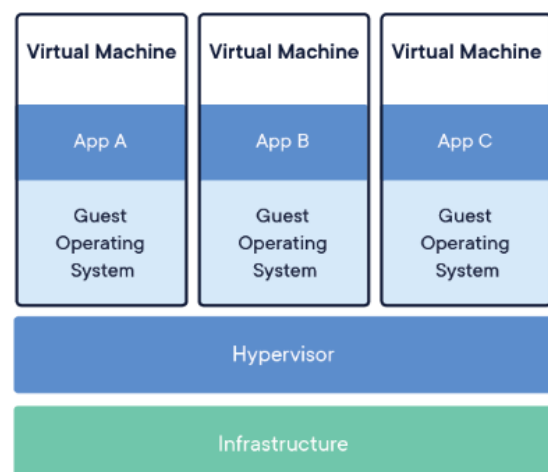 Virtual Machine
Virtual Machine
Virtual Machine
App A
App B
App C
Guest
Operating
System
Guest
Operating
System
Guest
Operating
System
Hypervisor
Infrastructure